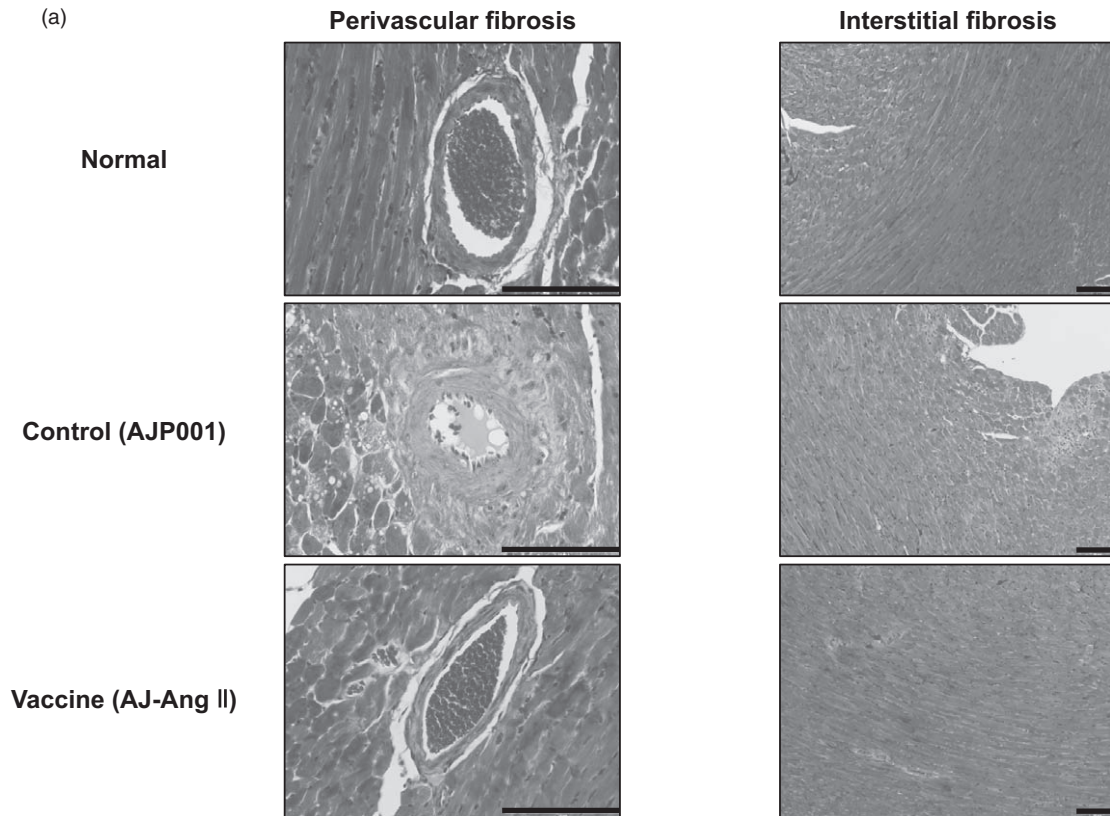 (a)
Perivascular fibrosis
Interstitial fibrosis
Normal
Control (AJP001)
Vaccine (AJ-Ang Ⅱ)